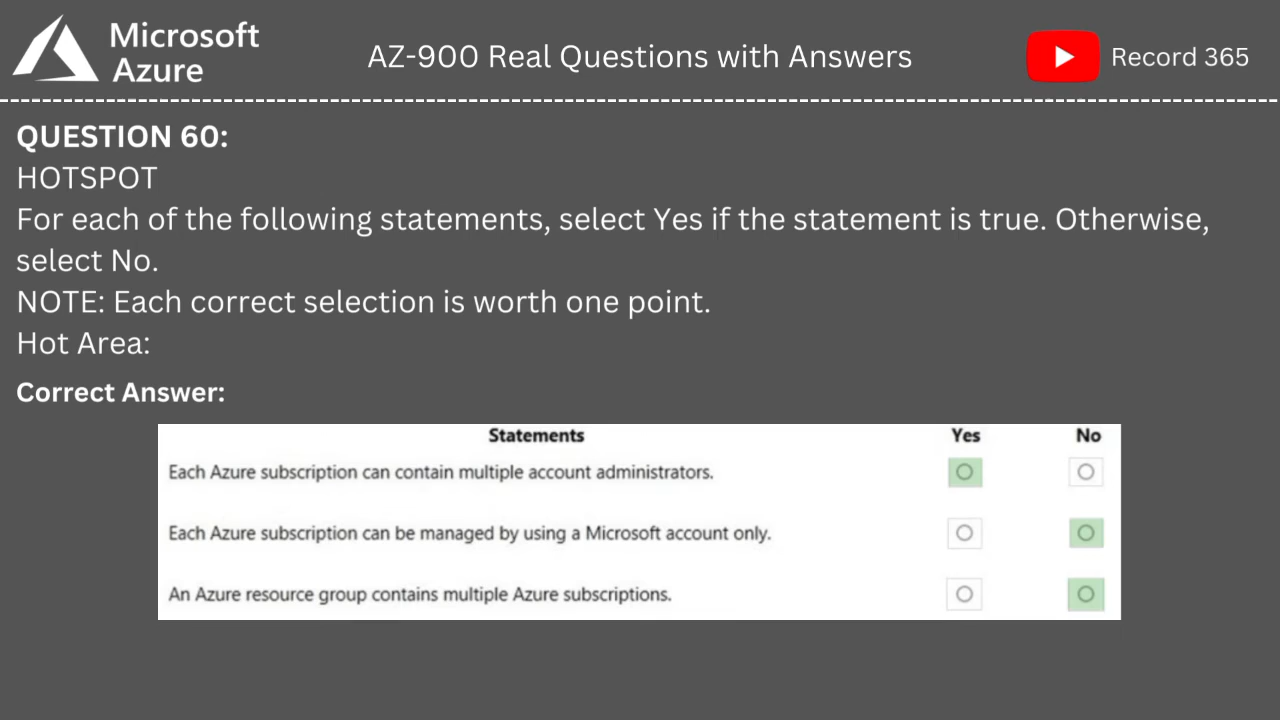 Microsoft
Azure
AZ-900 Real Questions with Answers
Record 365
QUESTION 60:
HOTSPOT
For each of the following statements, select Yes if the statement is true. Otherwise,
select No.
NOTE: Each correct selection is worth one point.
Hot Area:
Correct Answer:
Statements Yes No
Each Azure subscription can contain multiple account administrators.
Each Azure subscription can be managed by using a Microsoft account only.
An Azure resource group contains multiple Azure subscriptions.